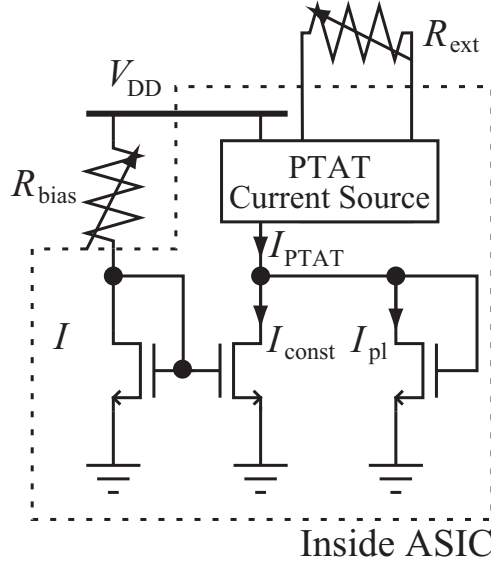 R_ext
V_DD
PTAT
Current Source
R_bias
I_PTAT
I
I_const
I_pl
Inside ASIC